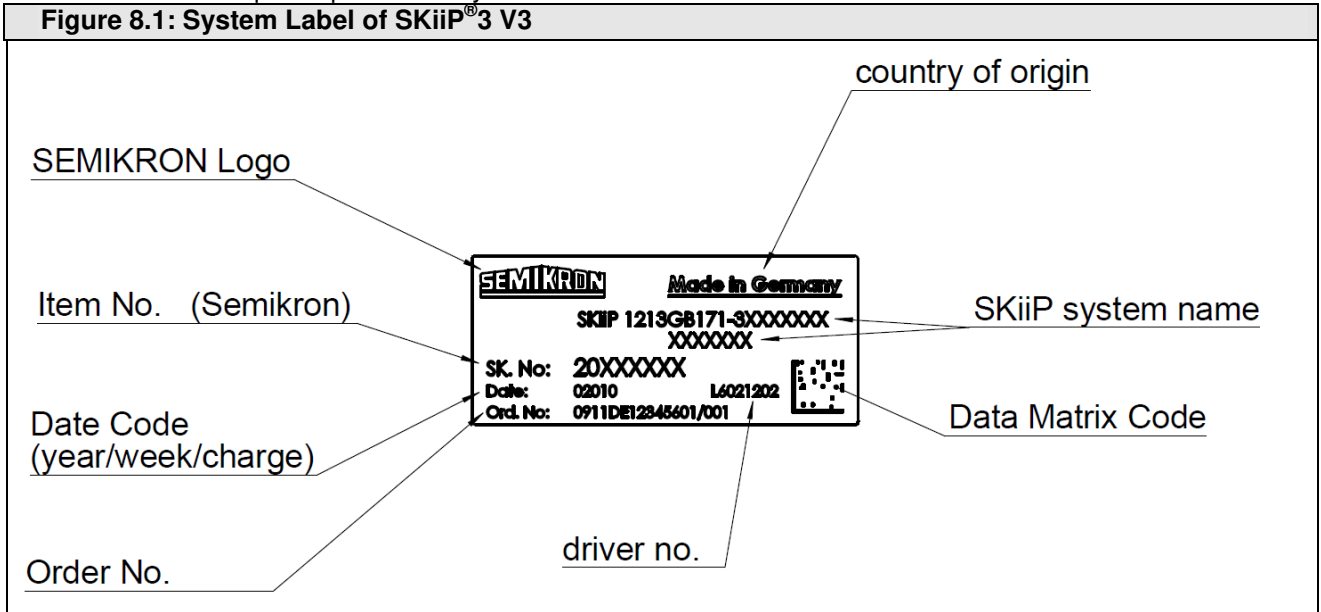 Figure 8.1: System Label of SKiiP®3 V3
country of origin
SEMIKRON Logo
SEMIKRON
Made in Germany
Item No. (Semikron)
SKiiP 1213GB171-3XXXXXXX
XXXXXXX
SKiiP system name
SK. No: 20XXXXXX
Date: 02010 L6021202
Ord. No: 0911DE12345601/001
Date Code
(year/week/charge)
Data Matrix Code
driver no.
Order No.